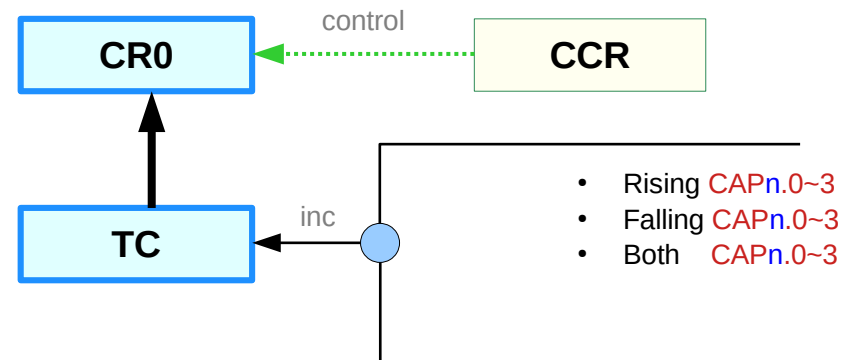 control
CR0
CCR
• Rising CAPn.0~3
inc
• Falling CAPn.0~3
TC
• Both CAPn.0~3